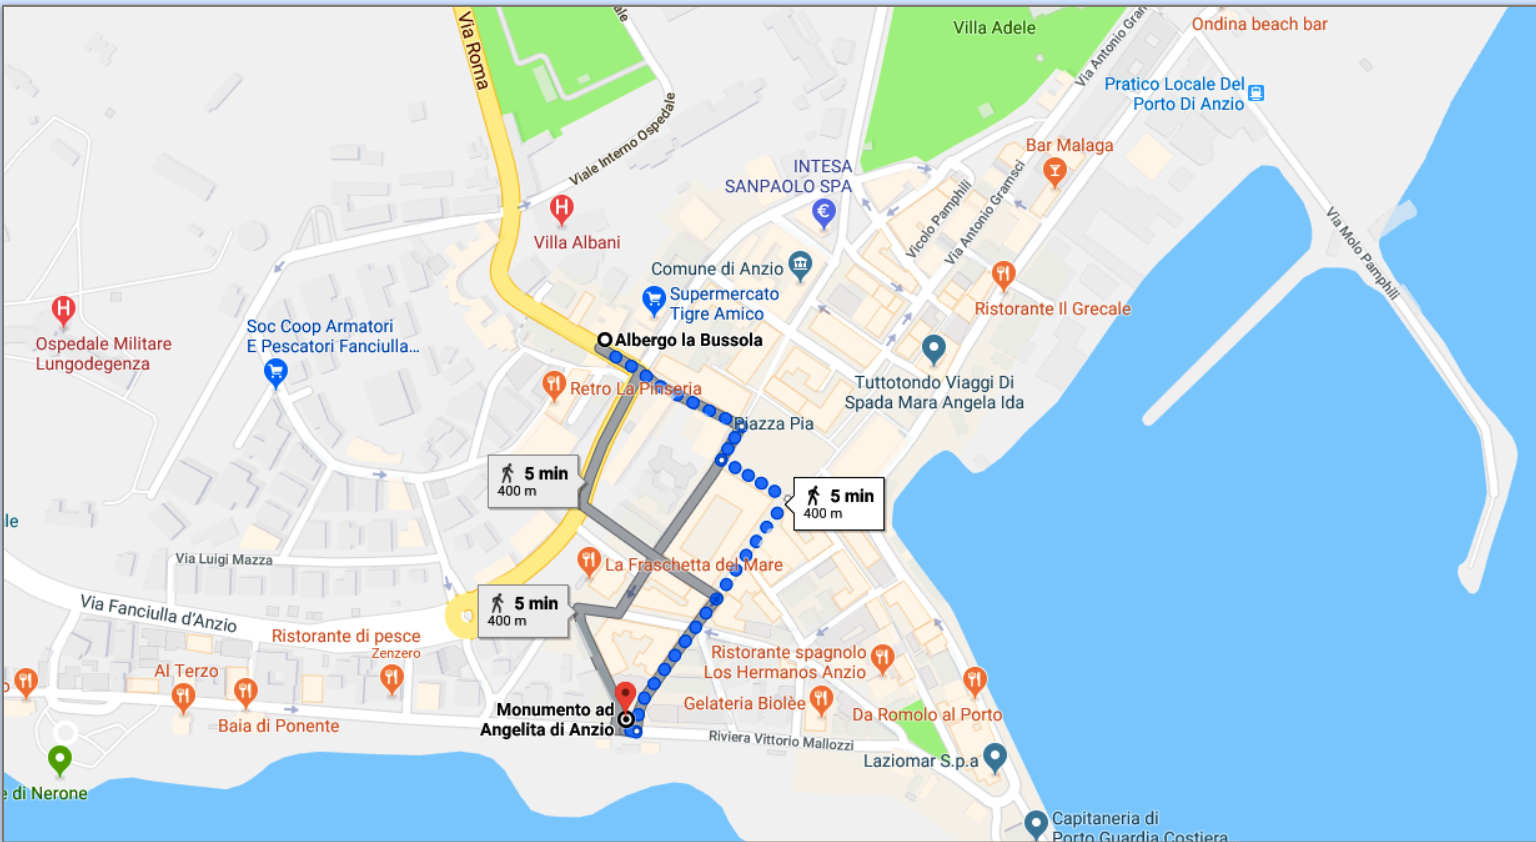 Via Roma
ale
Villa Adele
Via Antonio Gran
Ondina beach bar
Pratico Locale Del
Porto Di Anzio
Viale Interno Ospedale
INTESA
SANPAOLO SPA
Bar Malaga
Villa Albani
Vicolo Pamphili
Via Antonio Gramsci
Via Molo Pamphili
Comune di Anzio
Supermercato
Tigre Amico
Ristorante Il Grecale
Ospedale Militare
Lungodegenza
Soc Coop Armatori
E Pescatori Fanciulla...
Albergo la Bussola
Retro La Pinseria
Tuttotondo Viaggi Di
Spada Mara Angela Ida
Piazza Pia
5 min
400 m
5 min
400 m
le
Via Luigi Mazza
La Fraschetta del Mare
5 min
400 m
Via Fanciulla d'Anzio
Ristorante di pesce
Zenzero
Al Terzo
Baia di Ponente
o
Ristorante spagnolo
Los Hermanos Anzio
Gelateria Biolèe
Da Romolo al Porto
Monumento ad
Angelita di Anzio
Riviera Vittorio Mallozzi
Laziomar S.p.a
e di Nerone
Capitaneria di
Porto Guardia Costiera